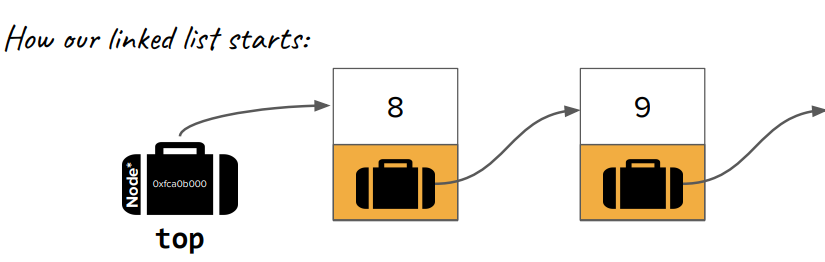 How our linked list starts:
8
9
Node*
0xfca0b000
top